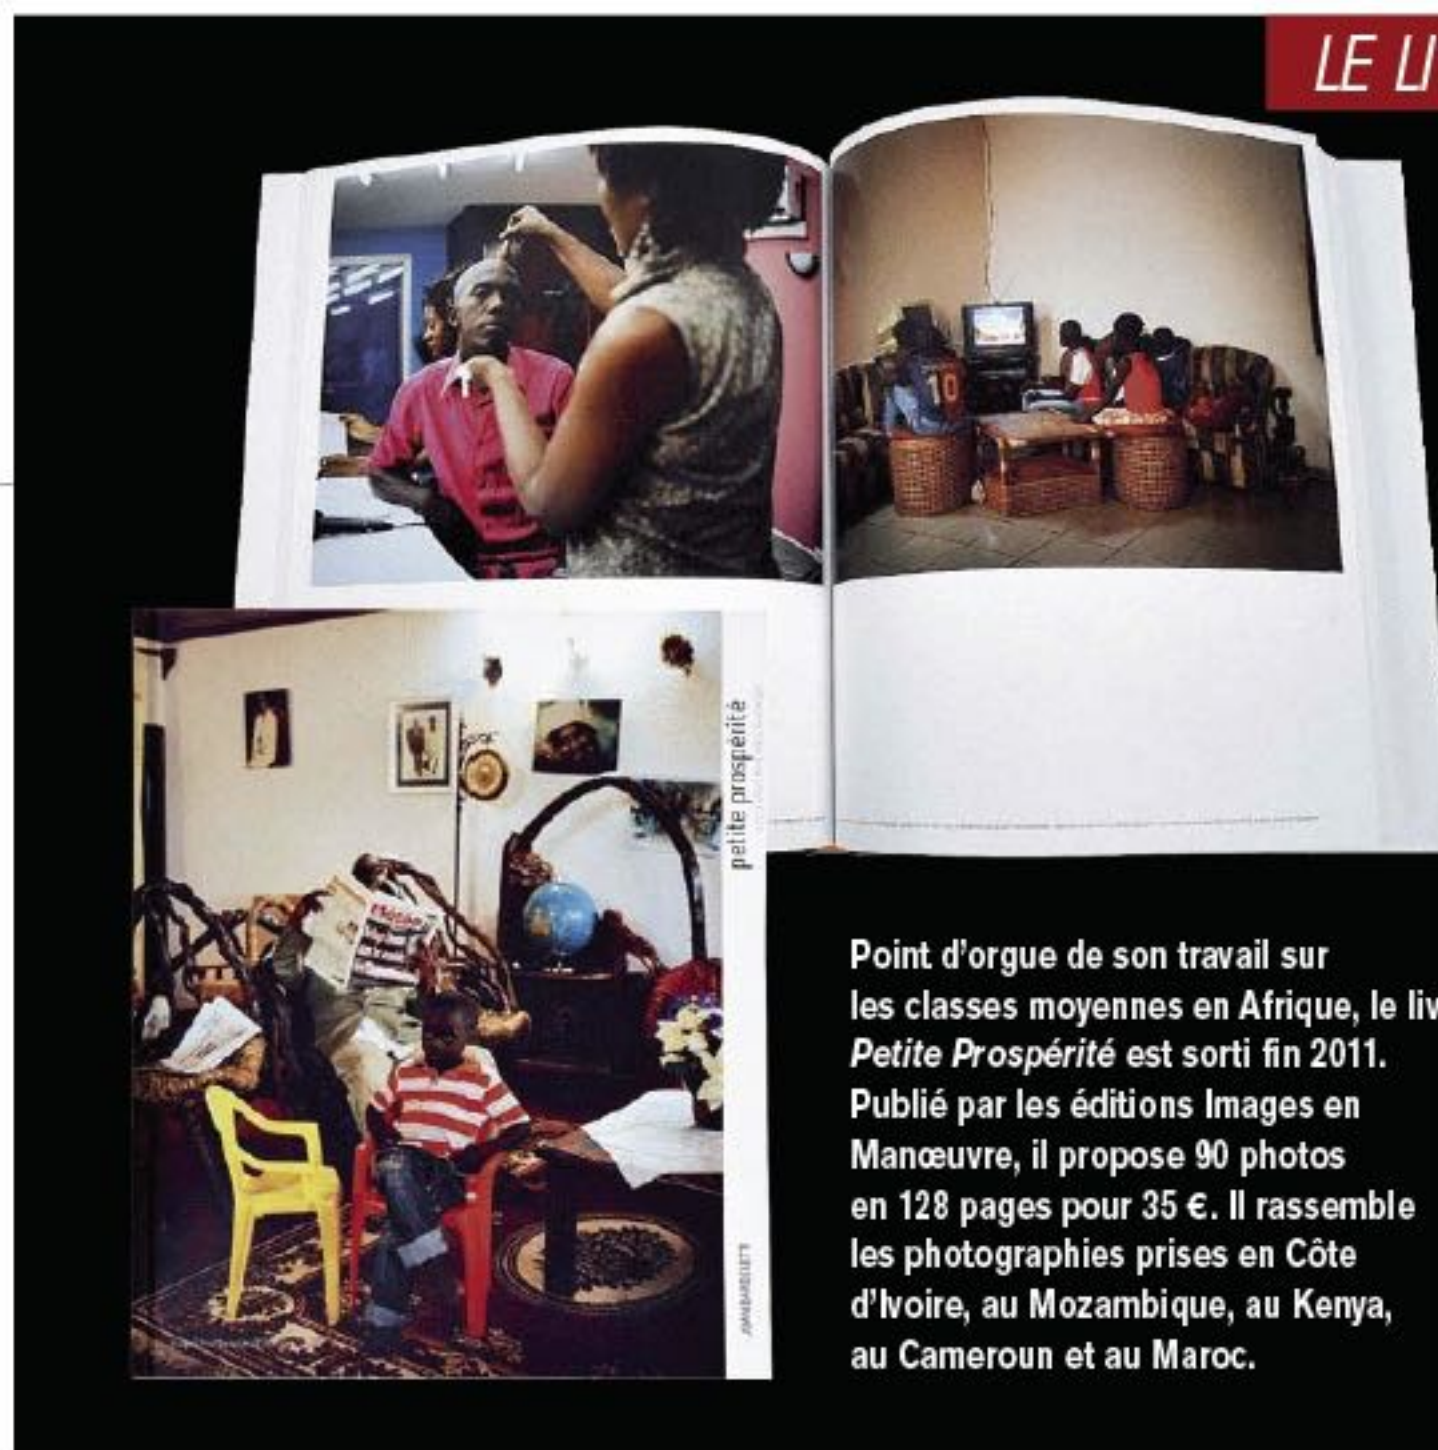 LE LI
10
petite prospérité
Point d'orgue de son travail sur
les classes moyennes en Afrique, le liv
Petite Prospérité est sorti fin 2011.
Publié par les éditions Images en
Manœuvre, il propose 90 photos
en 128 pages pour 35 €. Il rassemble
les photographies prises en Côte
d'Ivoire, au Mozambique, au Kenya,
au Cameroun et au Maroc.